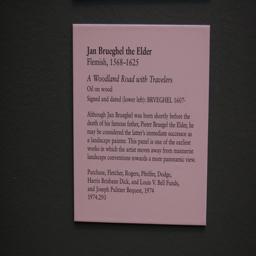 Jan Brueghel the Elder
Flemish, 1568–1625
A Woodland Road with Travelers
Oil on wood
Signed and dated (lower left): BRVEGHEL 1607·
Although Jan Brueghel was born shortly before the
death of his famous father, Pieter Bruegel the Elder, he
may be considered the latter's immediate successor as
a landscape painter. This panel is one of the earliest
works in which the artist moves away from mannerist
landscape conventions towards a more panoramic view.
Purchase, Fletcher, Rogers, Pfeiffer, Dodge,
Harris Brisbane Dick, and Louis V. Bell Funds,
and Joseph Pulitzer Bequest, 1974
1974.293